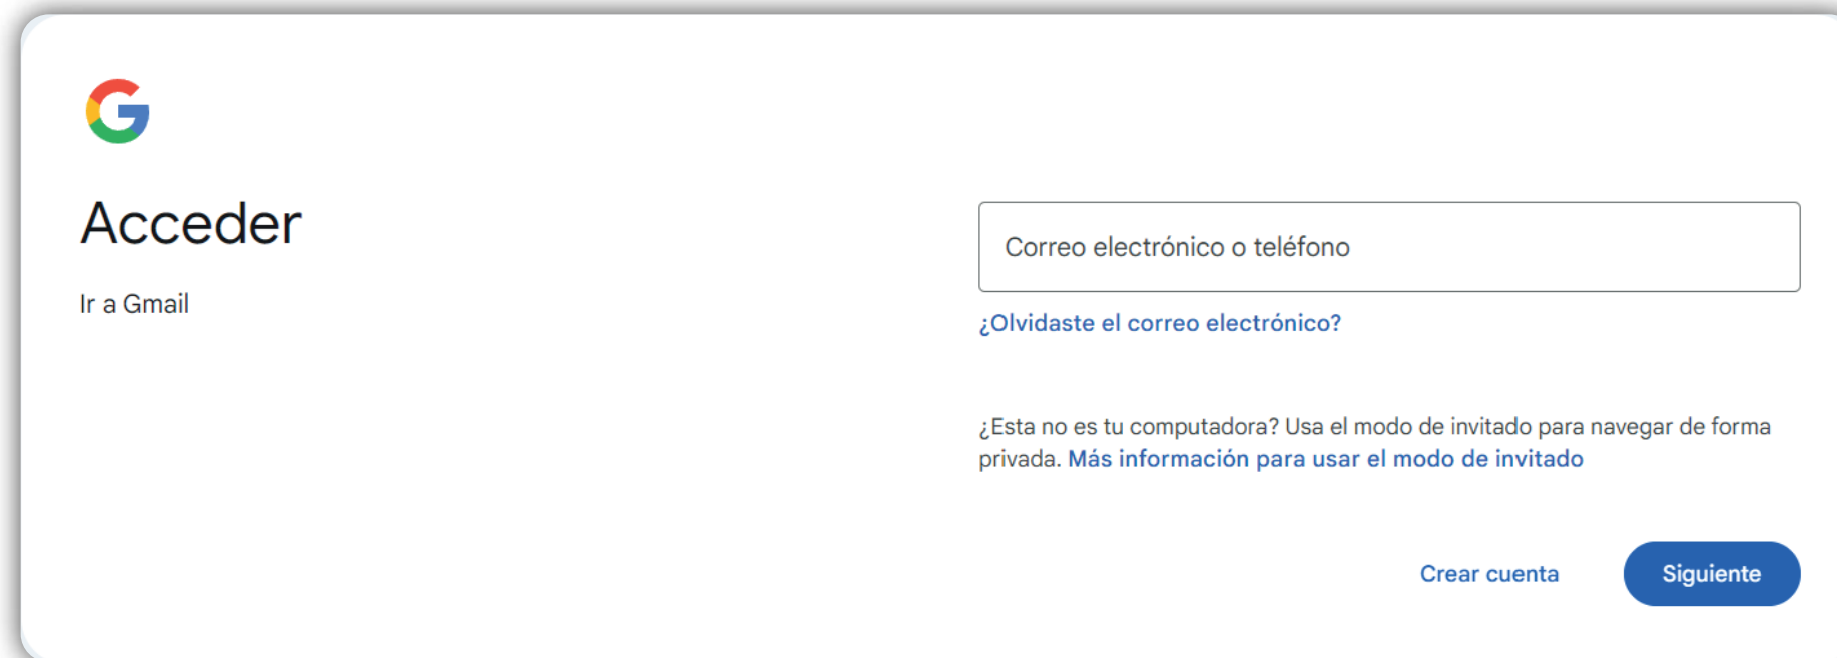 Acceder
Ir a Gmail
Correo electrónico o teléfono
¿Olvidaste el correo electrónico?
¿Esta no es tu computadora? Usa el modo de invitado para navegar de forma
privada. Más información para usar el modo de invitado
Crear cuenta
Siguiente